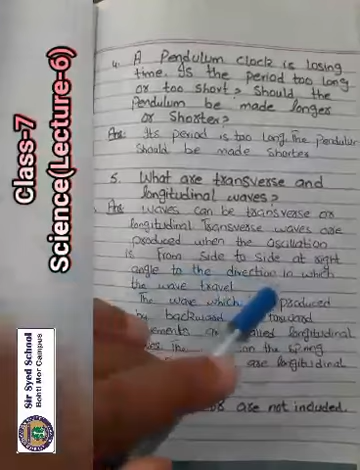 Class-7
Science(Lecture-6)
Sir Syed School
Bohti Mor Campus
4. A Pendulum clock is losing
time. Is the period too long
or too short? Should the
Pendulum be made longer
or Shorter?
Ans: Its period is too long. The pendulum
should be made Shorter
5. What are transverse and
longitudinal waves?
Ans waves can be transverse or
longitudinal Transverse waves are
produced when the oscillation
is from side to side at right
angle to the direction in which
the wave travel
The wave which produced
by backward forward
longitudinal
The on the spring
are longitudinal
are not included.